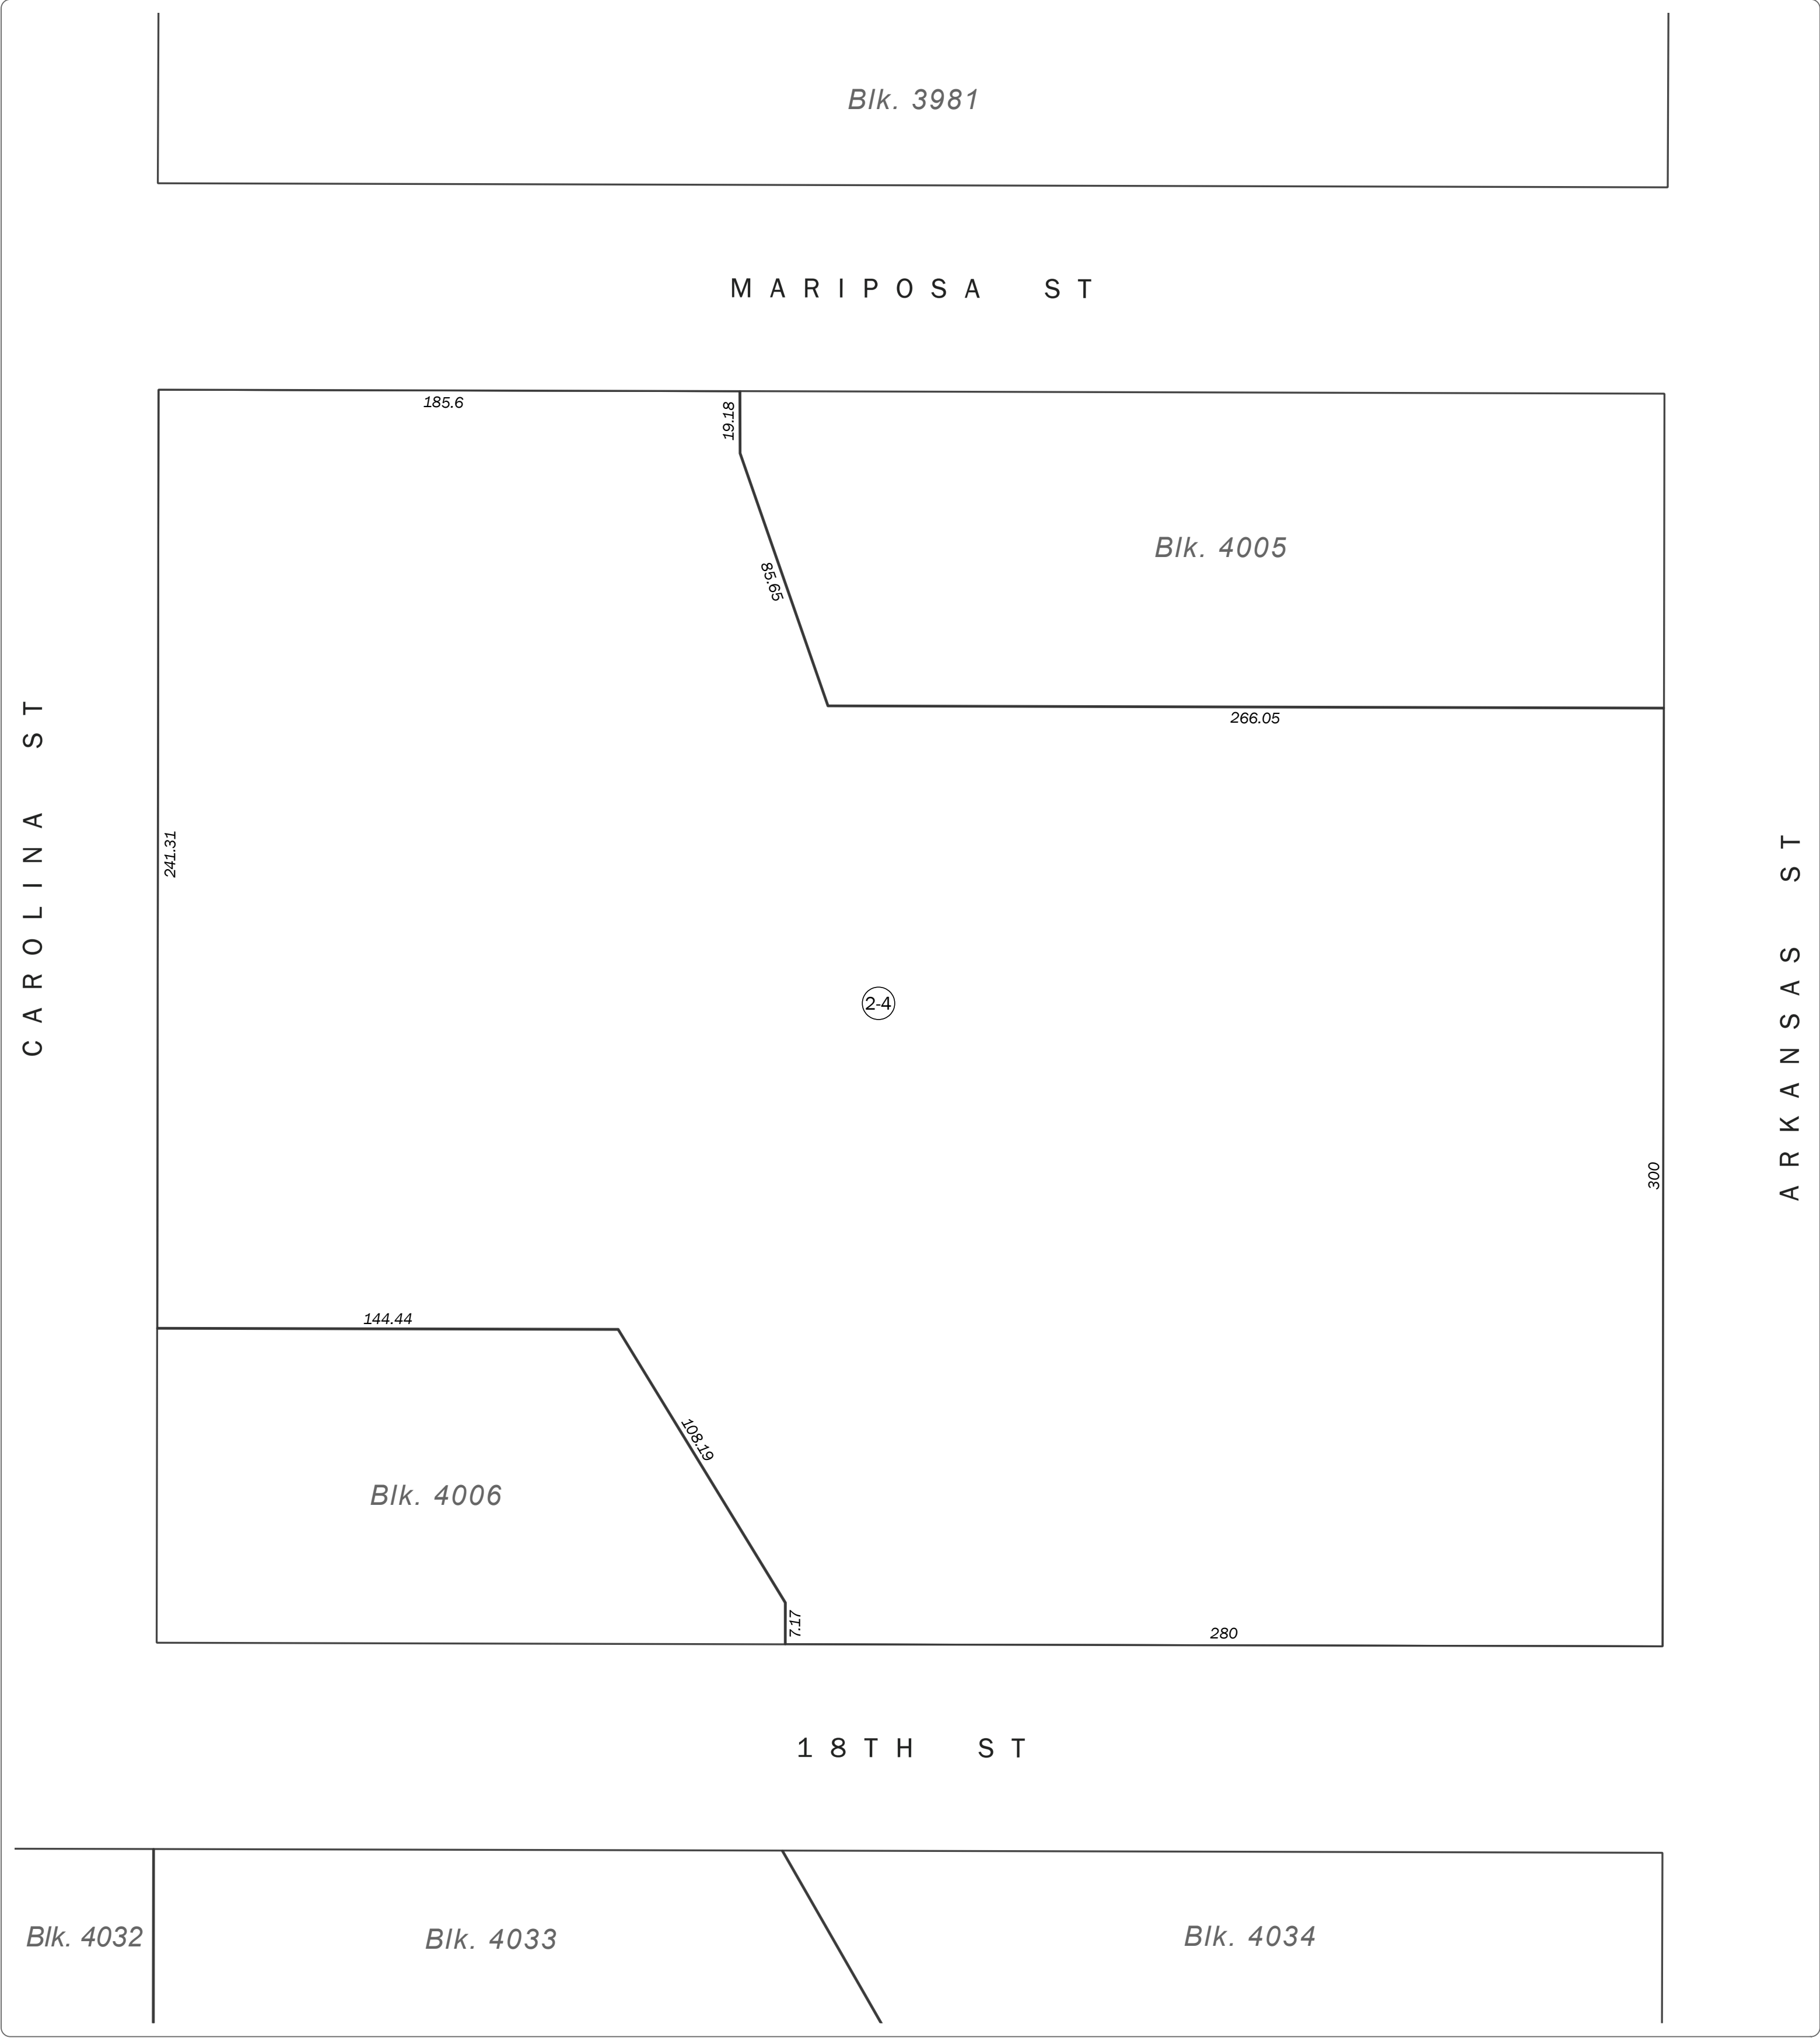 Blk. 3981
MARIPOSA ST
185.6
19.18
Blk. 4005
85.65
266.05
CAROLINA ST
241.31
ARKANSAS ST
2-4
300
144.44
108.19
Blk. 4006
7.17
280
18TH ST
Blk. 4032
Blk. 4033
Blk. 4034